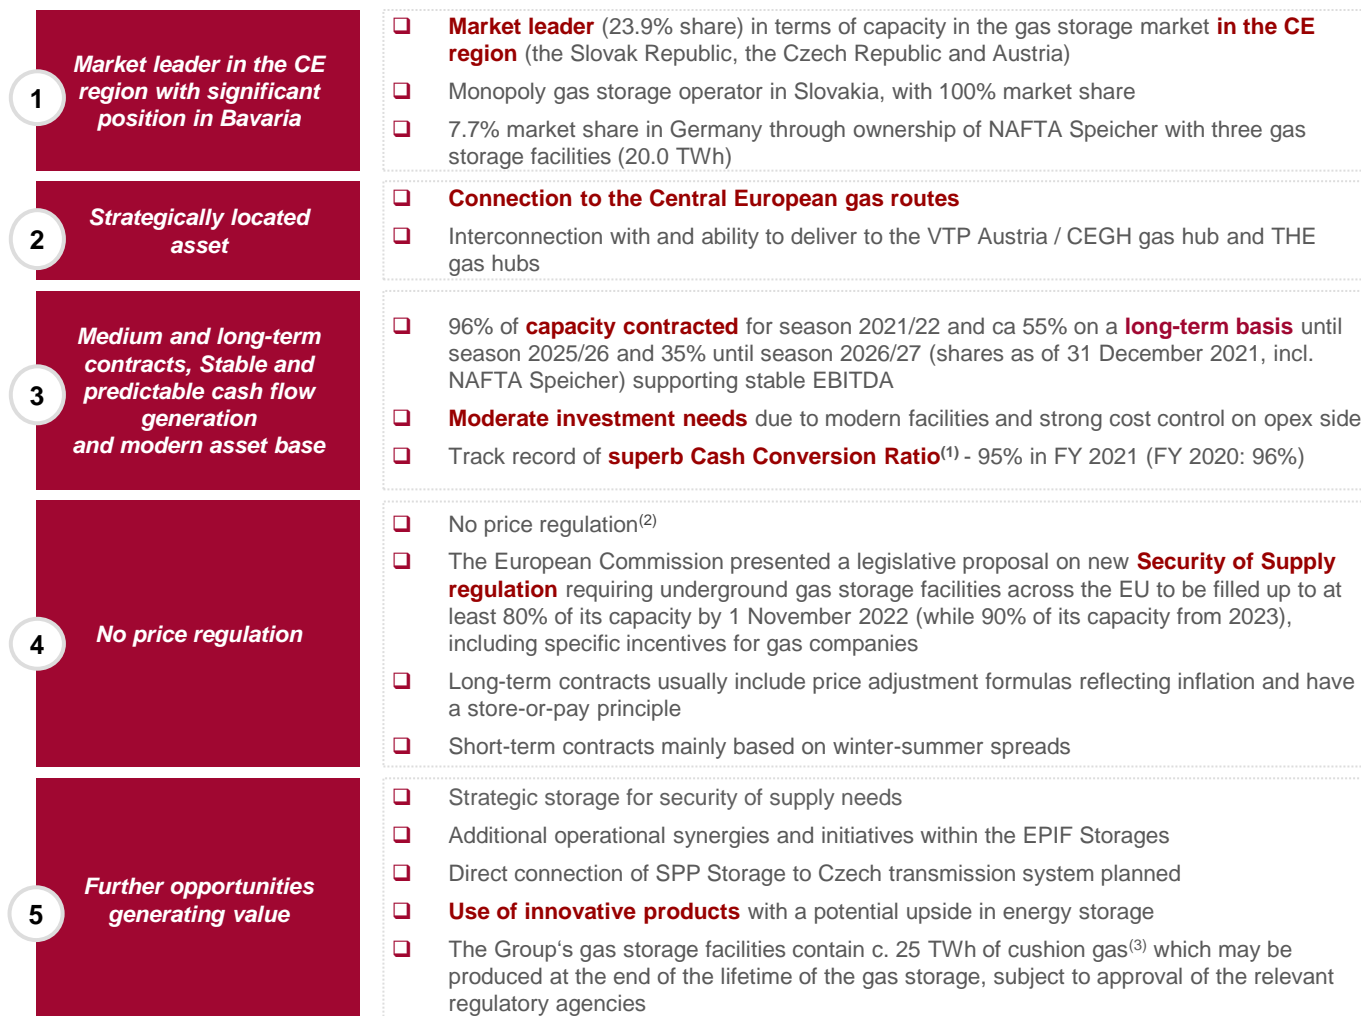 1
Market leader in the CE
region with significant
position in Bavaria
Market leader (23.9% share) in terms of capacity in the gas storage market in the CE
region (the Slovak Republic, the Czech Republic and Austria)
Monopoly gas storage operator in Slovakia, with 100% market share
7.7% market share in Germany through ownership of NAFTA Speicher with three gas
storage facilities (20.0 TWh)
2
Strategically located
asset
Connection to the Central European gas routes
Interconnection with and ability to deliver to the VTP Austria / CEGH gas hub and THE
gas hubs
3
Medium and long-term
contracts, Stable and
predictable cash flow
generation
and modern asset base
96% of capacity contracted for season 2021/22 and ca 55% on a long-term basis until
season 2025/26 and 35% until season 2026/27 (shares as of 31 December 2021, incl.
NAFTA Speicher) supporting stable EBITDA
Moderate investment needs due to modern facilities and strong cost control on opex side
Track record of superb Cash Conversion Ratio(1) - 95% in FY 2021 (FY 2020: 96%)
4
No price regulation
No price regulation(2)
The European Commission presented a legislative proposal on new Security of Supply
regulation requiring underground gas storage facilities across the EU to be filled up to at
least 80% of its capacity by 1 November 2022 (while 90% of its capacity from 2023),
including specific incentives for gas companies
Long-term contracts usually include price adjustment formulas reflecting inflation and have
a store-or-pay principle
Short-term contracts mainly based on winter-summer spreads
5
Further opportunities
generating value
Strategic storage for security of supply needs
Additional operational synergies and initiatives within the EPIF Storages
Direct connection of SPP Storage to Czech transmission system planned
Use of innovative products with a potential upside in energy storage
The Group's gas storage facilities contain c. 25 TWh of cushion gas(3) which may be
produced at the end of the lifetime of the gas storage, subject to approval of the relevant
regulatory agencies